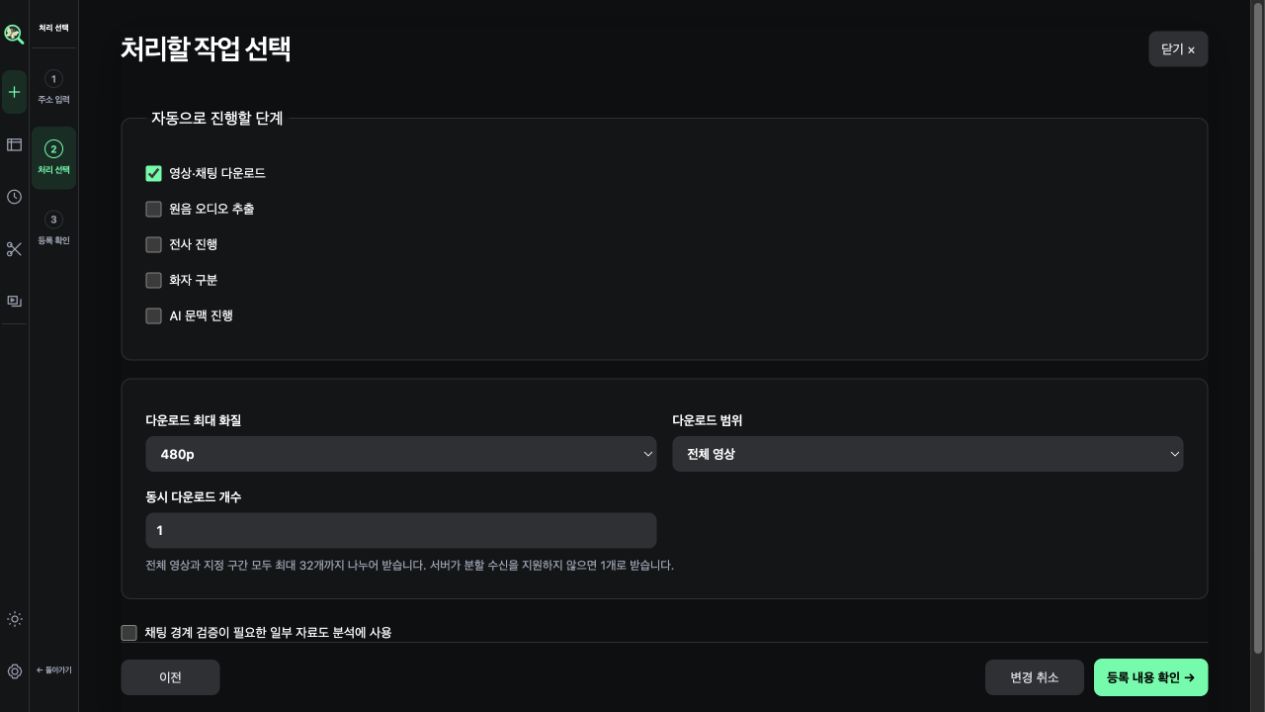 처리 선택
1
주소 입력
2
처리 선택
3
등록 확인
← 돌아가기
처리할 작업 선택
닫기 ×
자동으로 진행할 단계
영상·채팅 다운로드
원음 오디오 추출
전사 진행
화자 구분
AI 문맥 진행
다운로드 최대 화질
480p
다운로드 범위
전체 영상
동시 다운로드 개수
1
전체 영상과 지정 구간 모두 최대 32개까지 나누어 받습니다. 서버가 분할 수신을 지원하지 않으면 1개로 받습니다.
채팅 경계 검증이 필요한 일부 자료도 분석에 사용
이전
변경 취소
등록 내용 확인 →